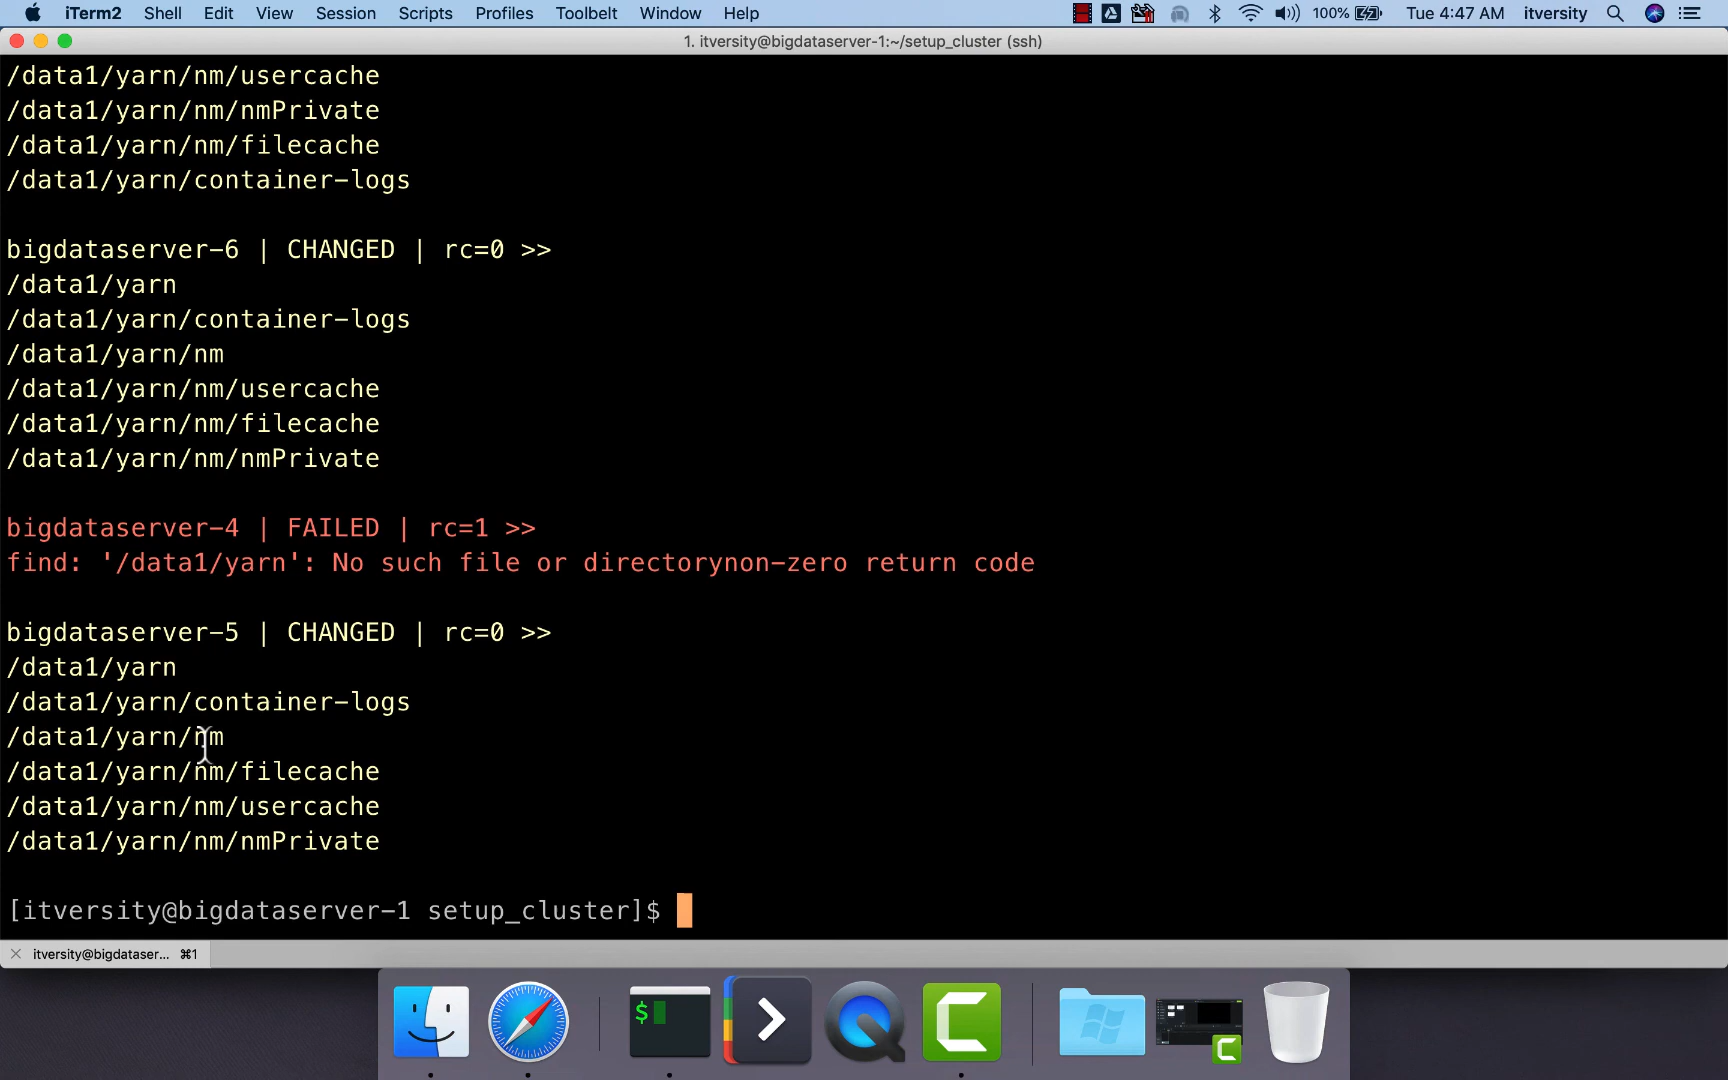 iTerm2 Shell Edit View Session Scripts Profiles Toolbelt Window Help 100% Tue 4:47 AM itversity
1. itversity@bigdataserver-1:~/setup_cluster (ssh)
/data1/yarn/nm/usercache
/data1/yarn/nm/nmPrivate
/data1/yarn/nm/filecache
/data1/yarn/container-logs
bigdataserver-6 | CHANGED | rc=0 >>
/data1/yarn
/data1/yarn/container-logs
/data1/yarn/nm
/data1/yarn/nm/usercache
/data1/yarn/nm/filecache
/data1/yarn/nm/nmPrivate
bigdataserver-4 | FAILED | rc=1 >>
find: '/data1/yarn': No such file or directorynon-zero return code
bigdataserver-5 | CHANGED | rc=0 >>
/data1/yarn
/data1/yarn/container-logs
/data1/yarn/nm
/data1/yarn/nm/filecache
/data1/yarn/nm/usercache
/data1/yarn/nm/nmPrivate
[itversity@bigdataserver-1 setup_cluster]$
itversity@bigdataser... ⌘1